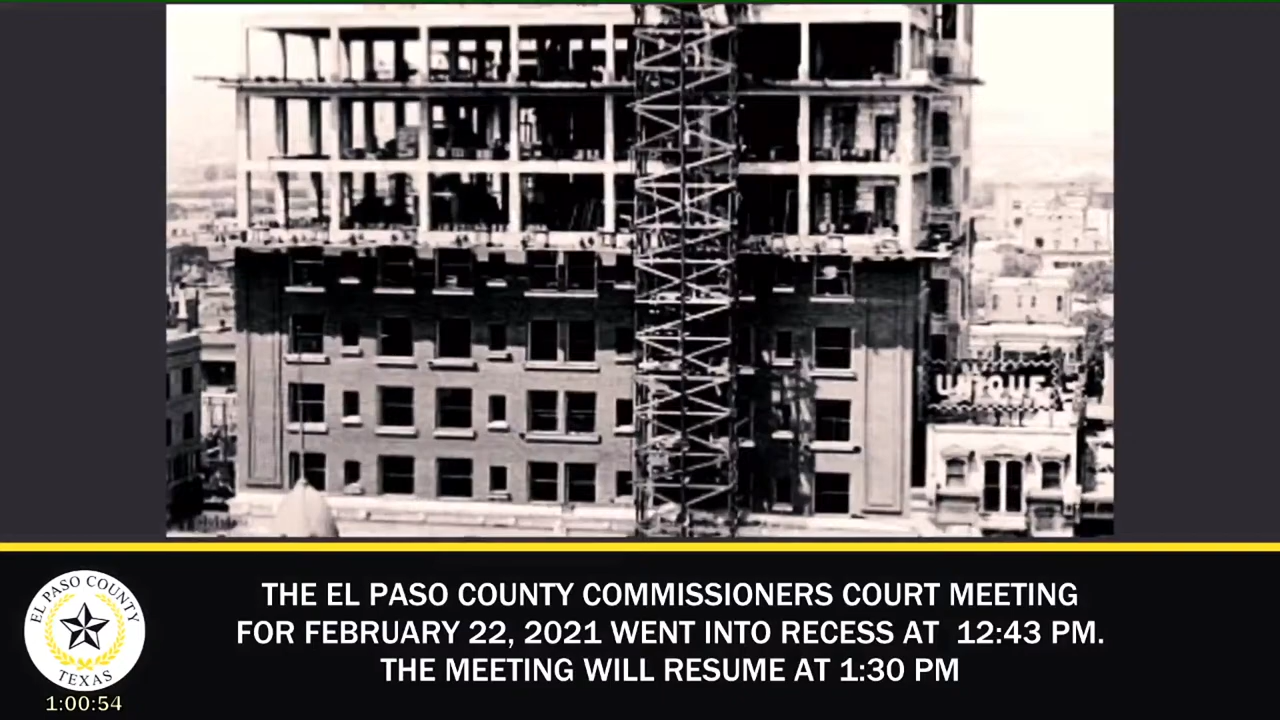 UNIQUE
EL PASO COUNTY
TEXAS
1:00:54
THE EL PASO COUNTY COMMISSIONERS COURT MEETING
FOR FEBRUARY 22, 2021 WENT INTO RECESS AT 12:43 PM.
THE MEETING WILL RESUME AT 1:30 PM